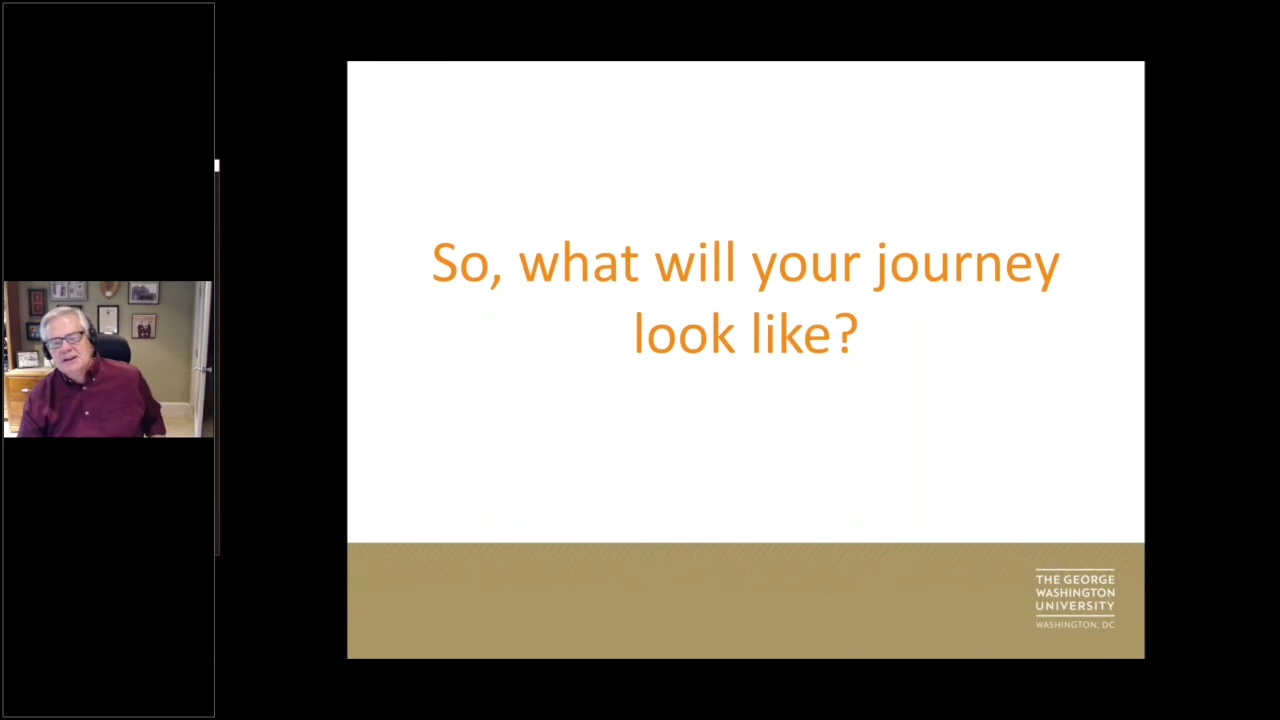 So, what will your journey
look like?
THE GEORGE
WASHINGTON
UNIVERSITY
WASHINGTON, DC